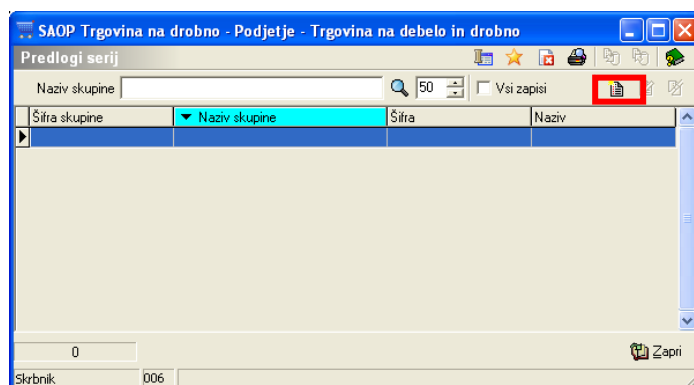 SAOP Trgovina na drobno - Podjetje - Trgovina na debelo in drobno
Predlogi serij
Naziv skupine 50 Vsi zapisi
Šifra skupine Naziv skupine Šifra Naziv
0 Zapri
Skrbnik 006